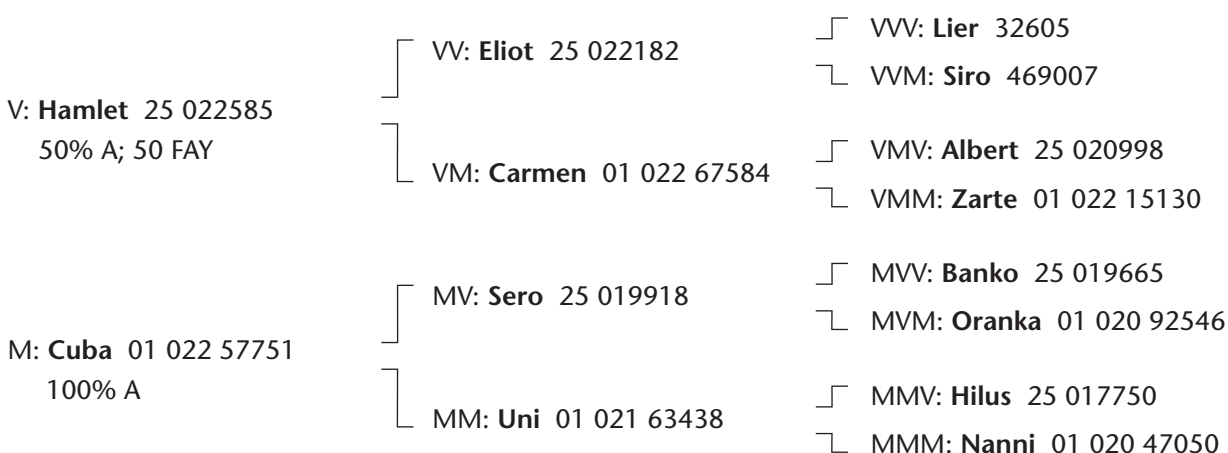 V: Hamlet 25 022585
50% A; 50 FAY
M: Cuba 01 022 57751
100% A
VV: Eliot 25 022182
VM: Carmen 01 022 67584
MV: Sero 25 019918
MM: Uni 01 021 63438
VVV: Lier 32605
VVM: Siro 469007
VMV: Albert 25 020998
VMM: Zarte 01 022 15130
MVV: Banko 25 019665
MVM: Oranka 01 020 92546
MMV: Hilus 25 017750
MMM: Nanni 01 020 47050